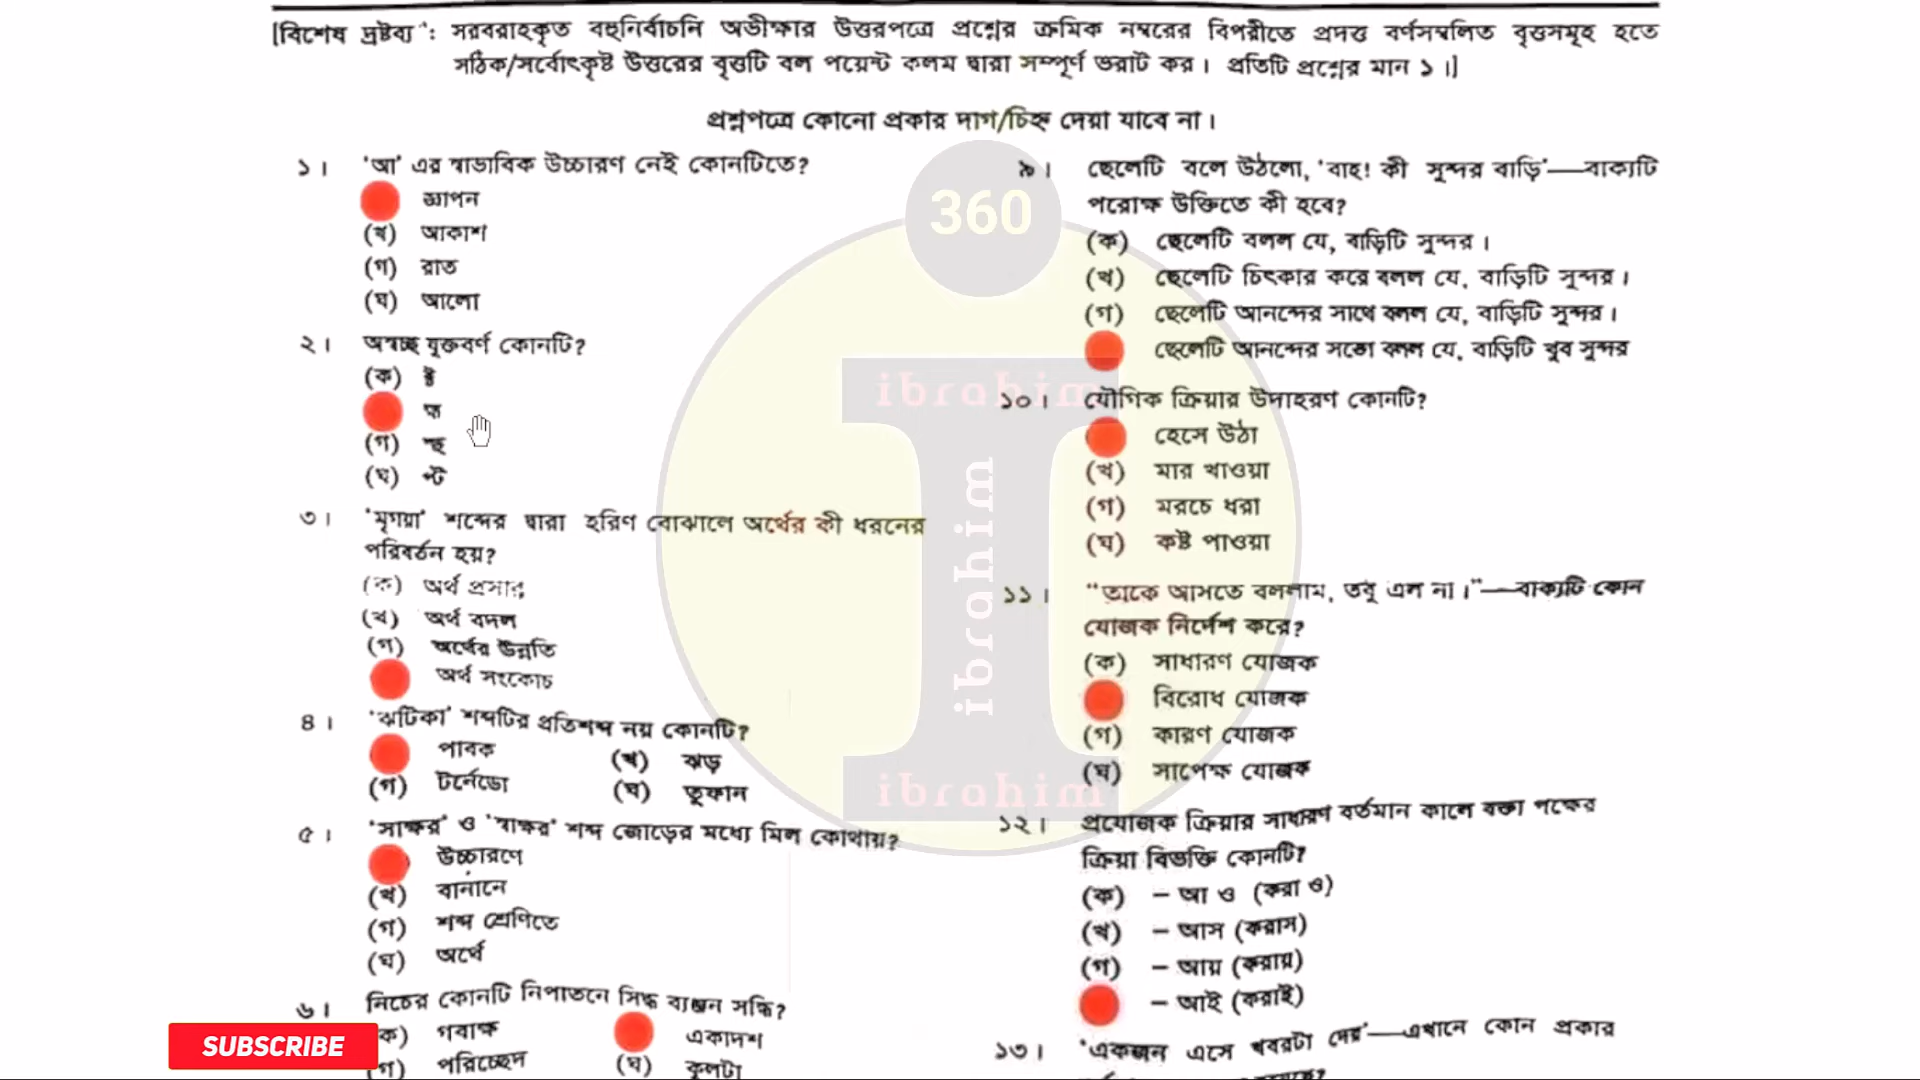 [বিশেষ দ্রষ্টব্য : সরবরাহকৃত বহুনির্বাচনি অভীক্ষার উত্তরপত্রে প্রশ্নের ক্রমিক নম্বরের বিপরীতে প্রদত্ত বর্ণসম্বলিত বৃত্তসমূহ হতে
সঠিক/সর্বোৎকৃষ্ট উত্তরের বৃত্তটি বল পয়েন্ট কলম দ্বারা সম্পূর্ণ ভরাট কর। প্রতিটি প্রশ্নের মান ১।]
প্রশ্নপত্রে কোনো প্রকার দাগ/চিহ্ন দেয়া যাবে না।
১। 'আ' এর স্বাভাবিক উচ্চারণ নেই কোনটিতে?
জ্ঞাপন
(খ) আকাশ
(গ) রাত
(ঘ) আলো
২। অস্বচ্ছ যুক্তবর্ণ কোনটি?
(ক)
(গ)
(ঘ) ন্ট
৩। 'মৃগয়া' শব্দের দ্বারা হরিণ বোঝালে অর্থের কী ধরনের
পরিবর্তন হয়?
(ক) অর্থ প্রসার
(খ) অর্থ বদল
(গ) অর্থের উন্নতি
অর্থ সংকোচ
৪। 'ঝটিকা' শব্দটির প্রতিশব্দ নয় কোনটি?
পাবক (খ) ঝড়
(গ) টর্নেডো (ঘ) তুফান
৫। 'সাক্ষর' ও 'স্বাক্ষর' শব্দ জোড়ের মধ্যে মিল কোথায়?
উচ্চারণে
(খ) বানানে
(গ) শব্দ শ্রেণিতে
(ঘ) অর্থে
৬। নিচের কোনটি নিপাতনে সিদ্ধ ব্যঞ্জন সন্ধি?
ক) গবাক্ষ একাদশ
গ) পরিচ্ছেদ (ঘ) কুলটা
৯। ছেলেটি বলে উঠলো, 'বাহ! কী সুন্দর বাড়ি'—বাক্যটি
পরোক্ষ উক্তিতে কী হবে?
(ক) ছেলেটি বলল যে, বাড়িটি সুন্দর।
(খ) ছেলেটি চিৎকার করে বলল যে, বাড়িটি সুন্দর।
(গ) ছেলেটি আনন্দের সাথে বলল যে, বাড়িটি সুন্দর।
ছেলেটি আনন্দের সঙ্গে বলল যে, বাড়িটি খুব সুন্দর
১০। যৌগিক ক্রিয়ার উদাহরণ কোনটি?
হেসে উঠা
(খ) মার খাওয়া
(গ) মরচে ধরা
(ঘ) কষ্ট পাওয়া
১১। "তাকে আসতে বললাম, তবু এল না।"—বাক্যটি কোন
যোজক নির্দেশ করে?
(ক) সাধারণ যোজক
বিরোধ যোজক
(গ) কারণ যোজক
(ঘ) সাপেক্ষ যোজক
১২। প্রযোজক ক্রিয়ার সাধারণ বর্তমান কালে বক্তা পক্ষের
ক্রিয়া বিভক্তি কোনটি?
(ক) – আ ও (করা ও)
(খ) – আস (করাস)
(গ) – আয় (করায়)
– আই (করাই)
১৩। 'একজন এসে খবরটা দেয়'—এখানে কোন প্রকার
360
ibrahim
ibrahim
ibrahim
SUBSCRIBE